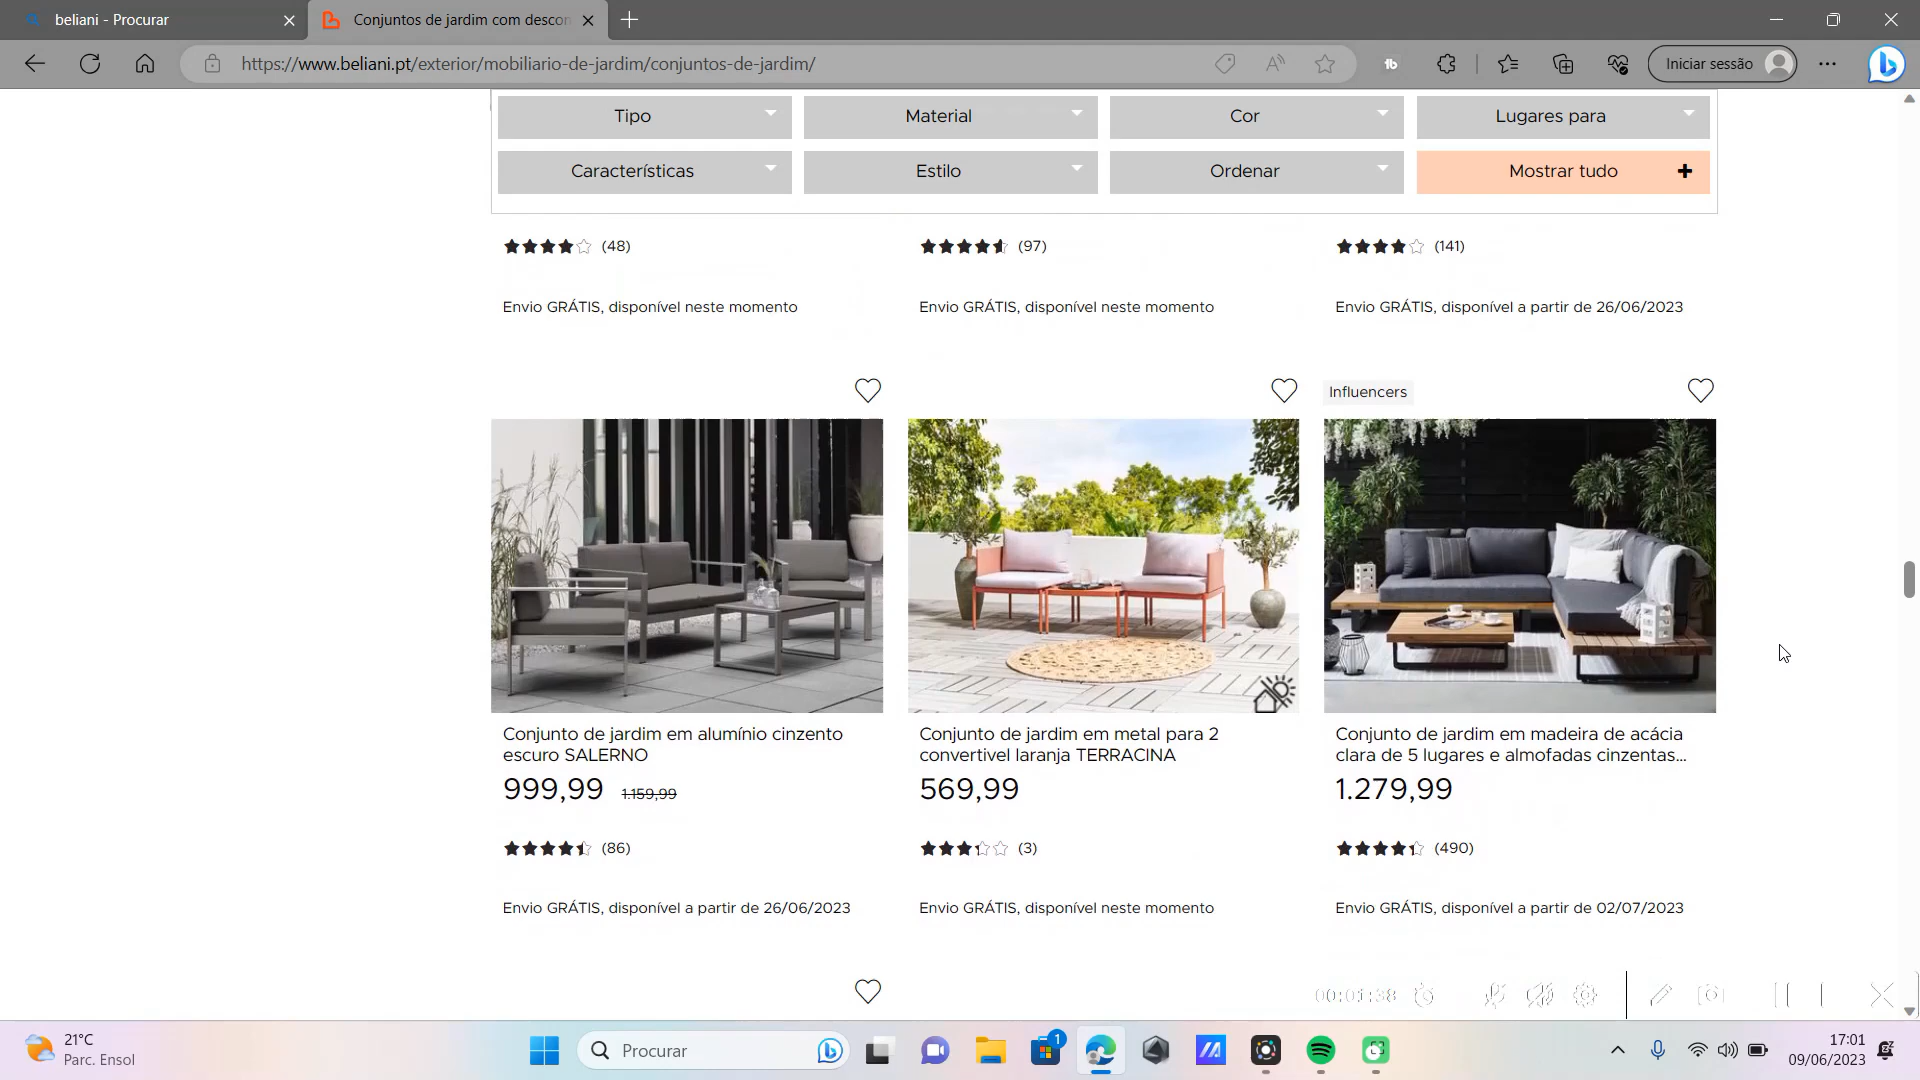 beliani - Procurar
Conjuntos de jardim com descon
https://www.beliani.pt/exterior/mobiliario-de-jardim/conjuntos-de-jardim/
Iniciar sessão
Tipo
Material
Cor
Lugares para
Características
Estilo
Ordenar
Mostrar tudo
(48)
(97)
(141)
Envio GRÁTIS, disponível neste momento
Envio GRÁTIS, disponível neste momento
Envio GRÁTIS, disponível a partir de 26/06/2023
Influencers
Conjunto de jardim em alumínio cinzento
escuro SALERNO
999,99 1.159,99
(86)
Envio GRÁTIS, disponível a partir de 26/06/2023
Conjunto de jardim em metal para 2
convertivel laranja TERRACINA
569,99
(3)
Envio GRÁTIS, disponível neste momento
Conjunto de jardim em madeira de acácia
clara de 5 lugares e almofadas cinzentas...
1.279,99
(490)
Envio GRÁTIS, disponível a partir de 02/07/2023
00:01:38
21°C
Parc. Ensol
Procurar
1
17:01
09/06/2023